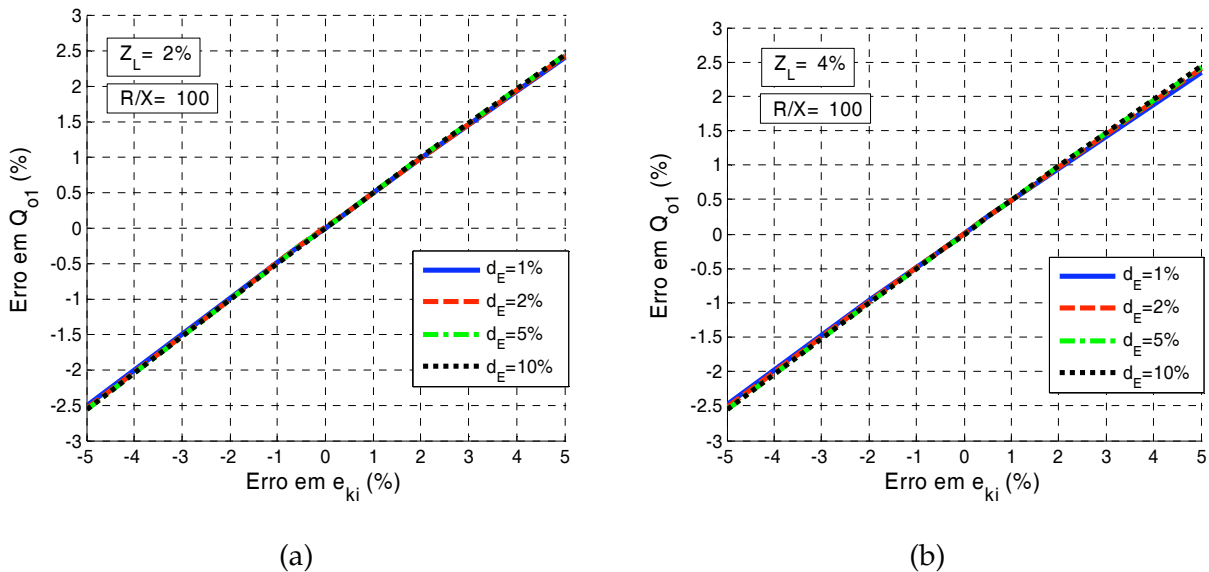 3
2.5
2
1.5
1
0.5
0
-0.5
-1
-1.5
-2
-2.5
-3
-5 -4 -3 -2 -1 0 1 2 3 4 5
Erro em Q_o1 (%)
Erro em e_ki (%)
Z_L= 2%
R/X= 100
d_E=1%
d_E=2%
d_E=5%
d_E=10%
(a)
3
2.5
2
1.5
1
0.5
0
-0.5
-1
-1.5
-2
-2.5
-3
-5 -4 -3 -2 -1 0 1 2 3 4 5
Erro em Q_o1 (%)
Erro em e_ki (%)
Z_L= 4%
R/X= 100
d_E=1%
d_E=2%
d_E=5%
d_E=10%
(b)